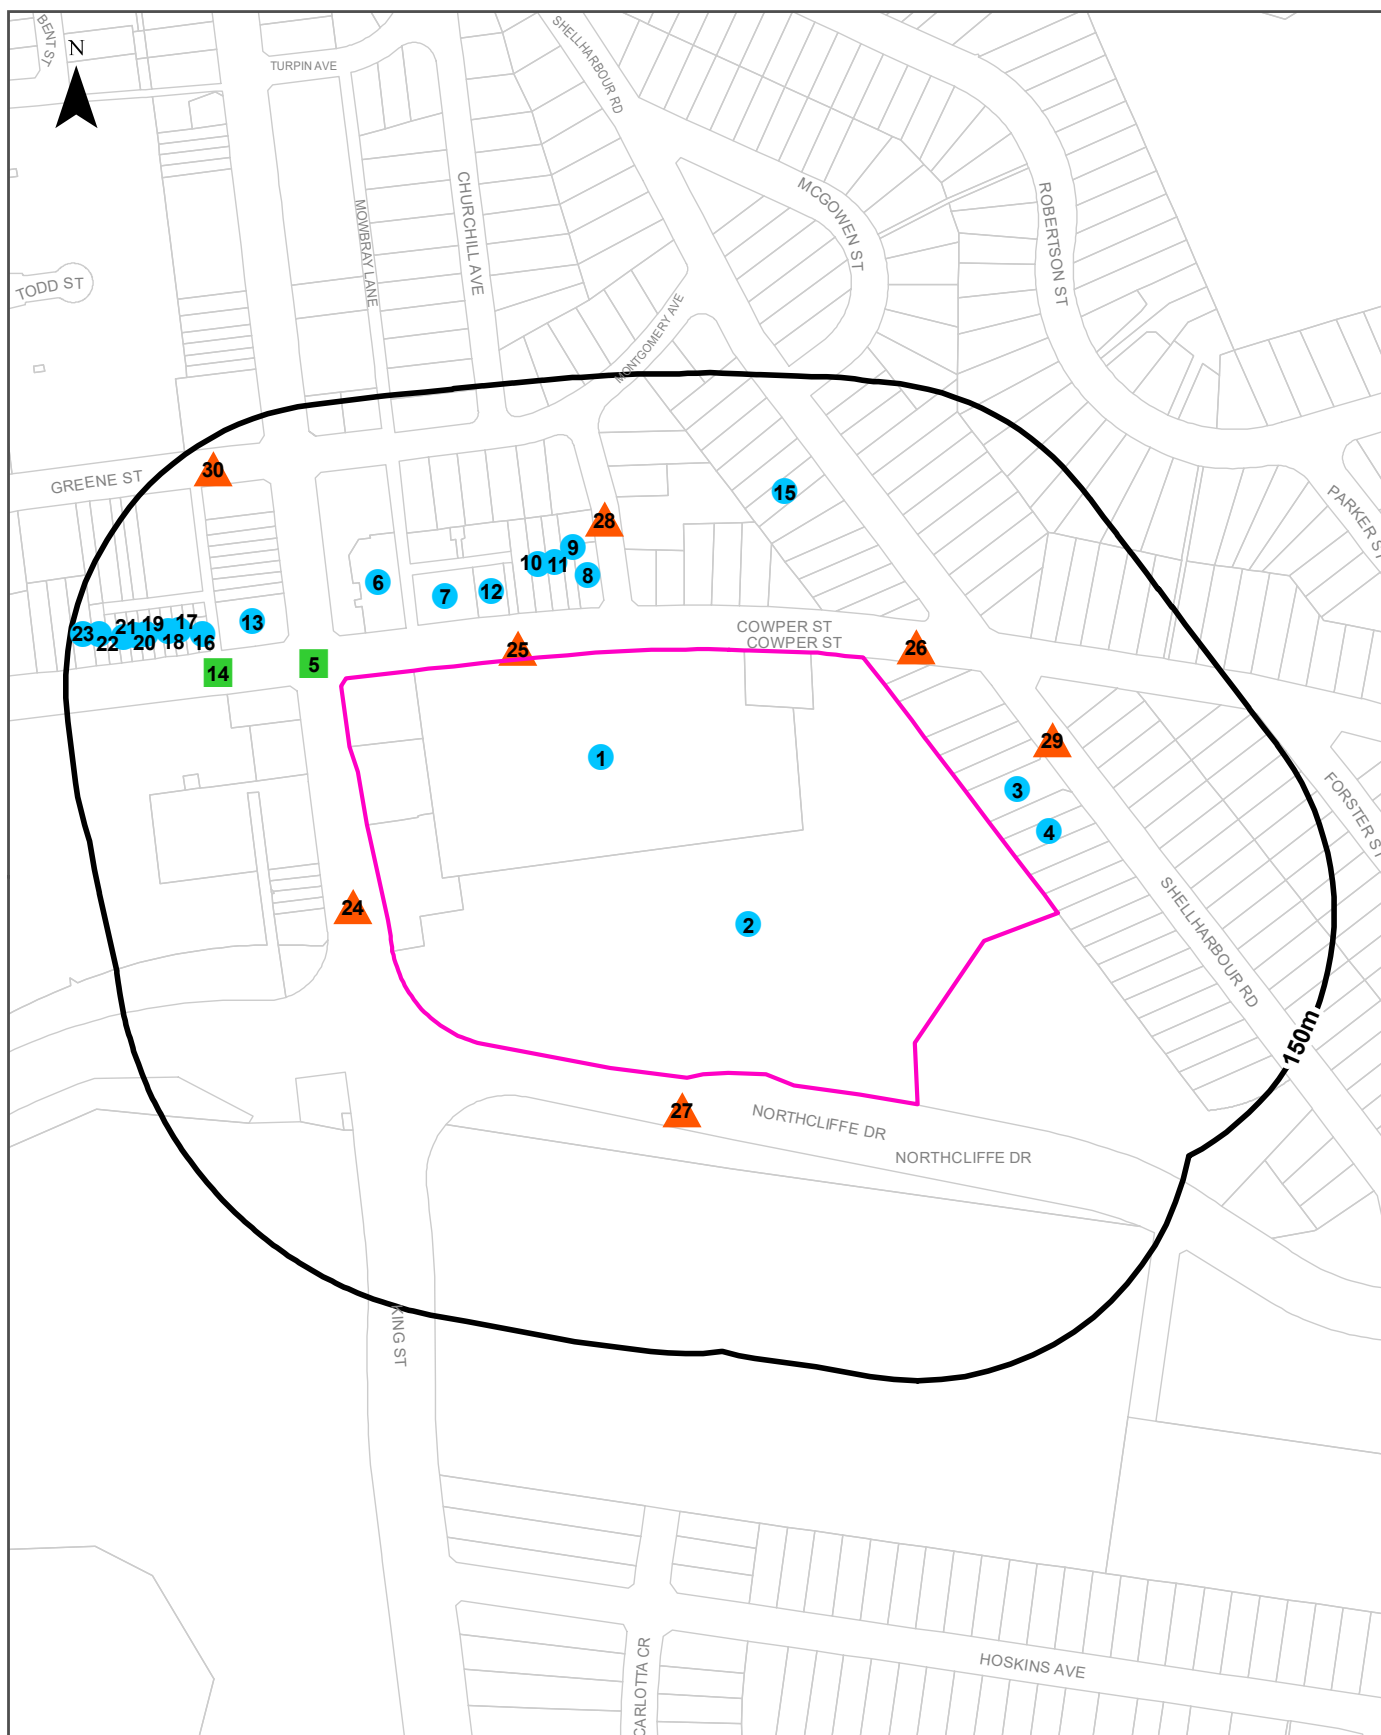 BENT ST
N
TURPIN AVE
SHELLHARBOUR RD
CHURCHILL AVE
MOWBRAY LANE
MCGOWEN ST
ROBERTSON ST
TODD ST
MONTGOMERY AVE
30
GREENE ST
15
PARKER ST
28
9
10
11
8
6
7
12
13
21
19
17
23
22
20
18
16
COWPER ST
COWPER ST
25
26
5
14
29
1
3
FORSTER ST
4
24
2
SHELLHARBOUR RD
150m
27
NORTHCLIFFE DR
NORTHCLIFFE DR
KING ST
CARLOTTA CR
HOSKINS AVE